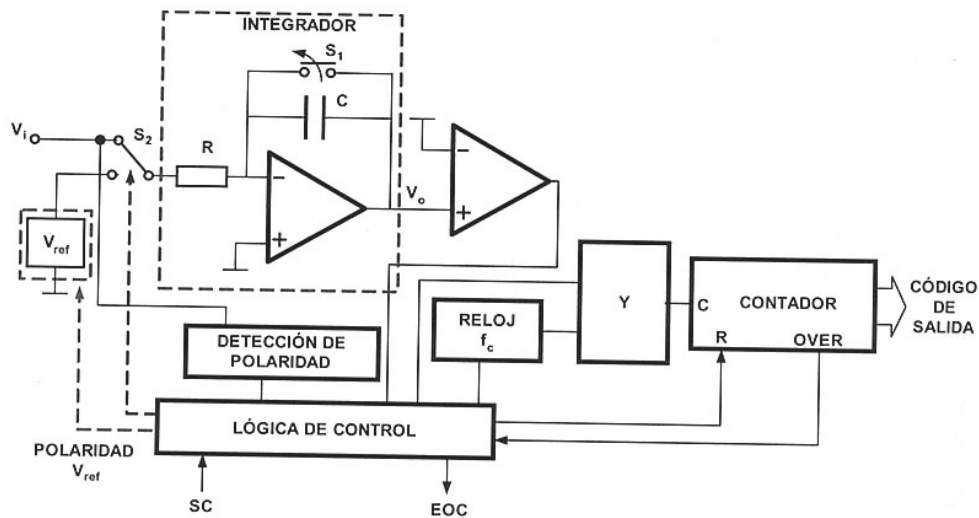 INTEGRADOR
S1
C
Vi
S2
R
−
+
Vo
−
+
Vref
Y
C
CONTADOR
R
OVER
CÓDIGO
DE
SALIDA
RELOJ
fc
DETECCIÓN DE
POLARIDAD
LÓGICA DE CONTROL
POLARIDAD
Vref
SC
EOC